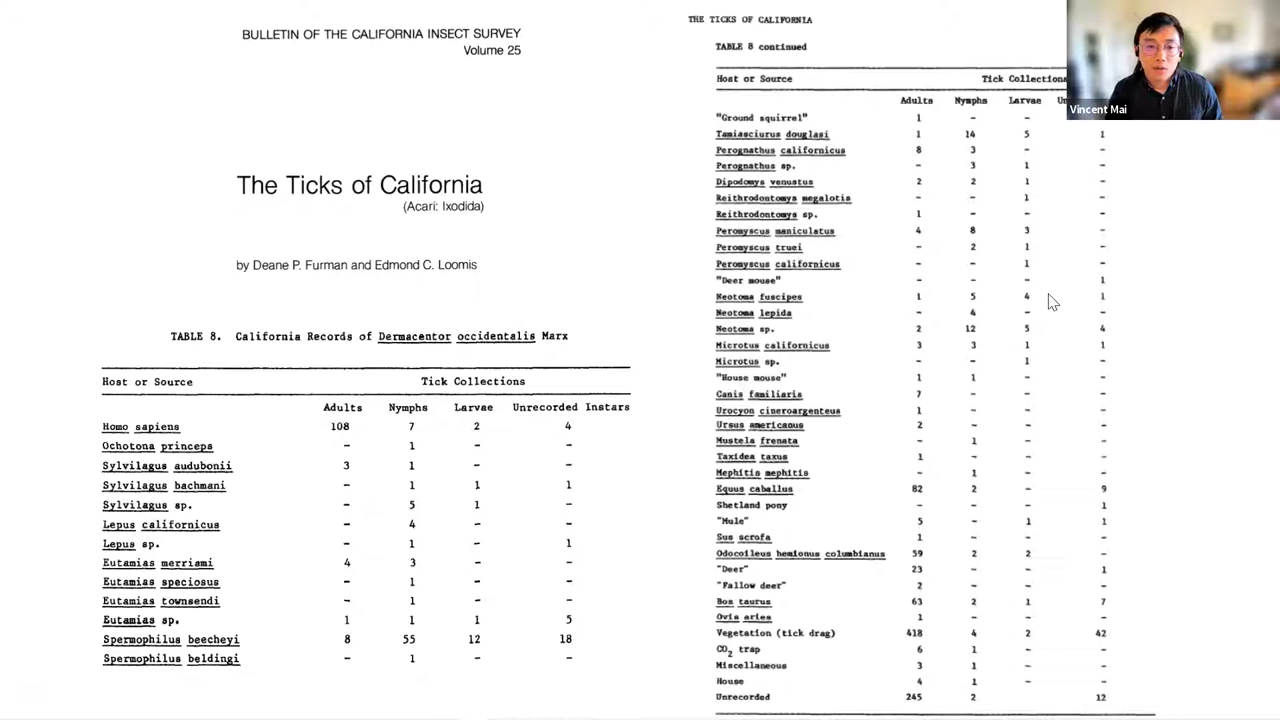 BULLETIN OF THE CALIFORNIA INSECT SURVEY
Volume 25
The Ticks of California
(Acari: Ixodida)
by Deane P. Furman and Edmond C. Loomis
TABLE 8. California Records of Dermacentor occidentalis Marx
Host or Source Tick Collections
Adults Nymphs Larvae Unrecorded Instars
Homo sapiens 108 7 2 4
Ochotona princeps - 1 - -
Sylvilagus audubonii 3 1 - -
Sylvilagus bachmani - 1 1 1
Sylvilagus sp. - 5 1 -
Lepus californicus - 4 - -
Lepus sp. - 1 - 1
Eutamias merriami 4 3 - -
Eutamias speciosus - 1 - -
Eutamias townsendi - 1 - -
Eutamias sp. 1 1 1 5
Spermophilus beecheyi 8 55 12 18
Spermophilus beldingi - 1 - -
THE TICKS OF CALIFORNIA
TABLE 8 continued
Host or Source Tick Collections
Adults Nymphs Larvae Un
"Ground squirrel" 1 - -
Tamiasciurus douglasi 1 14 5 1
Perognathus californicus 8 3 - -
Perognathus sp. - 3 1 -
Dipodomys venustus 2 2 1 -
Reithrodontomys megalotis - - 1 -
Reithrodontomys sp. 1 - - -
Peromyscus maniculatus 4 8 3 -
Peromyscus truei - 2 1 -
Peromyscus californicus - - 1 -
"Deer mouse" - - - 1
Neotoma fuscipes 1 5 4 1
Neotoma lepida - 4 - -
Neotoma sp. 2 12 5 4
Microtus californicus 3 3 1 1
Microtus sp. - - 1 -
"House mouse" 1 1 - -
Canis familiaris 7 - - -
Urocyon cineroargenteus 1 - - -
Ursus americanus 2 - - -
Mustela frenata - 1 - -
Taxidea taxus 1 - - -
Mephitis mephitis - 1 - -
Equus caballus 82 2 - 9
Shetland pony - - - 1
"Mule" 5 - 1 1
Sus scrofa 1 - - -
Odocoileus hemionus columbianus 59 2 2 -
"Deer" 23 - - 1
"Fallow deer" 2 - - -
Bos taurus 63 2 1 7
Ovis aries 1 - - -
Vegetation (tick drag) 418 4 2 42
CO2 trap 6 1 - -
Miscellaneous 3 1 - -
House 4 1 - -
Unrecorded 245 2 12
Vincent Mai